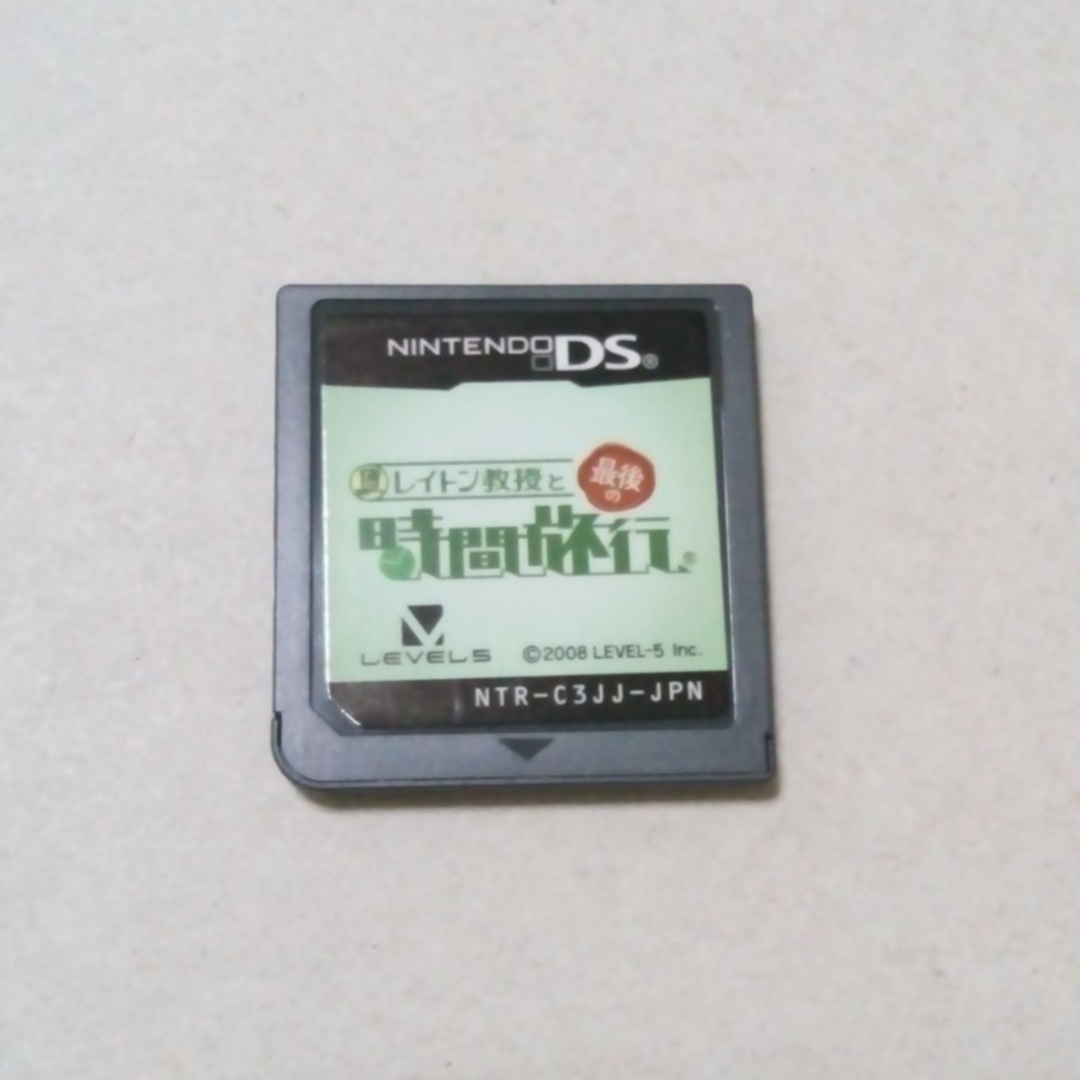 NINTENDO DS®
レイトン教授と
最後の
時間旅行®
LEVEL5
©2008 LEVEL-5 Inc.
NTR-C3JJ-JPN